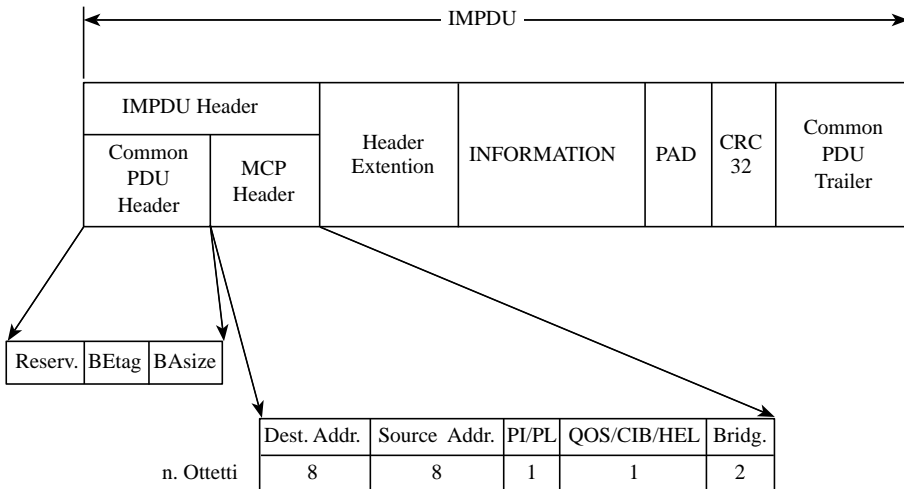 IMPDU
IMPDU Header
Common
PDU
Header
MCP
Header
Header
Extention
INFORMATION
PAD
CRC
32
Common
PDU
Trailer
Reserv. BEtag BAsize
Dest. Addr. Source Addr. PI/PL QOS/CIB/HEL Bridg.
n. Ottetti 8 8 1 1 2